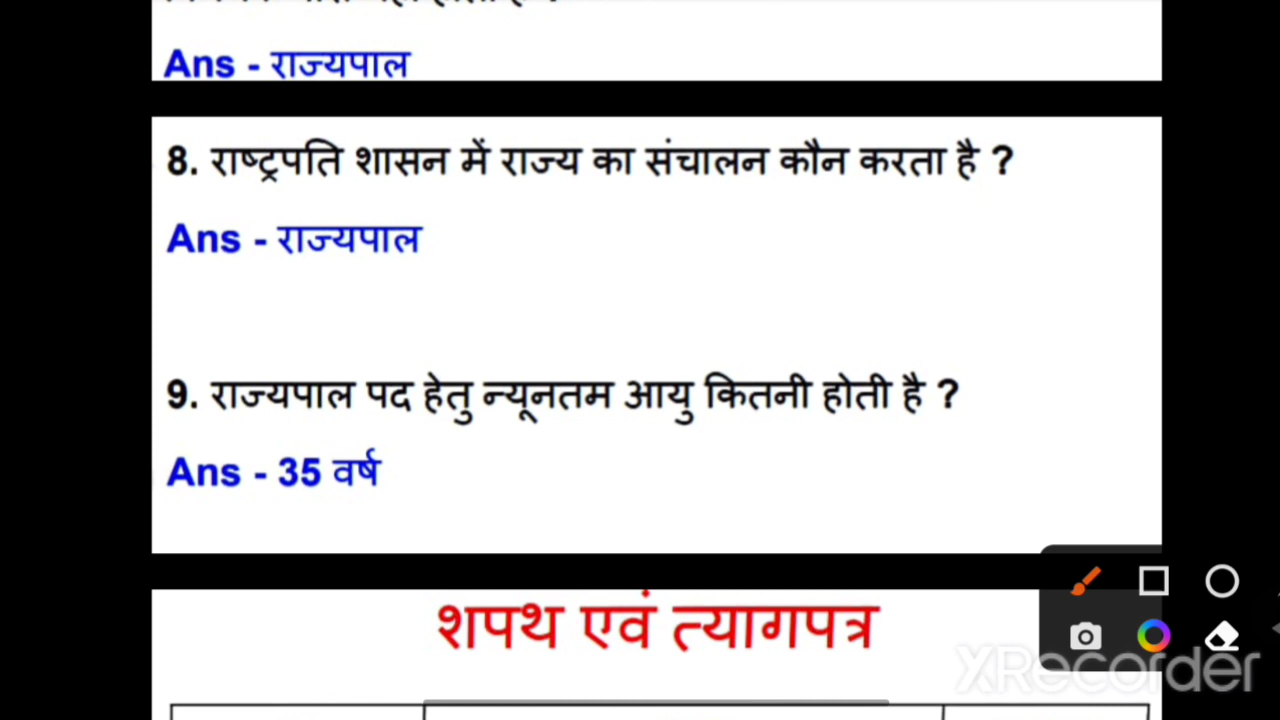 Ans - राज्यपाल
8. राष्ट्रपति शासन में राज्य का संचालन कौन करता है ?
Ans - राज्यपाल
9. राज्यपाल पद हेतु न्यूनतम आयु कितनी होती है ?
Ans - 35 वर्ष
शपथ एवं त्यागपत्र
XRecorder